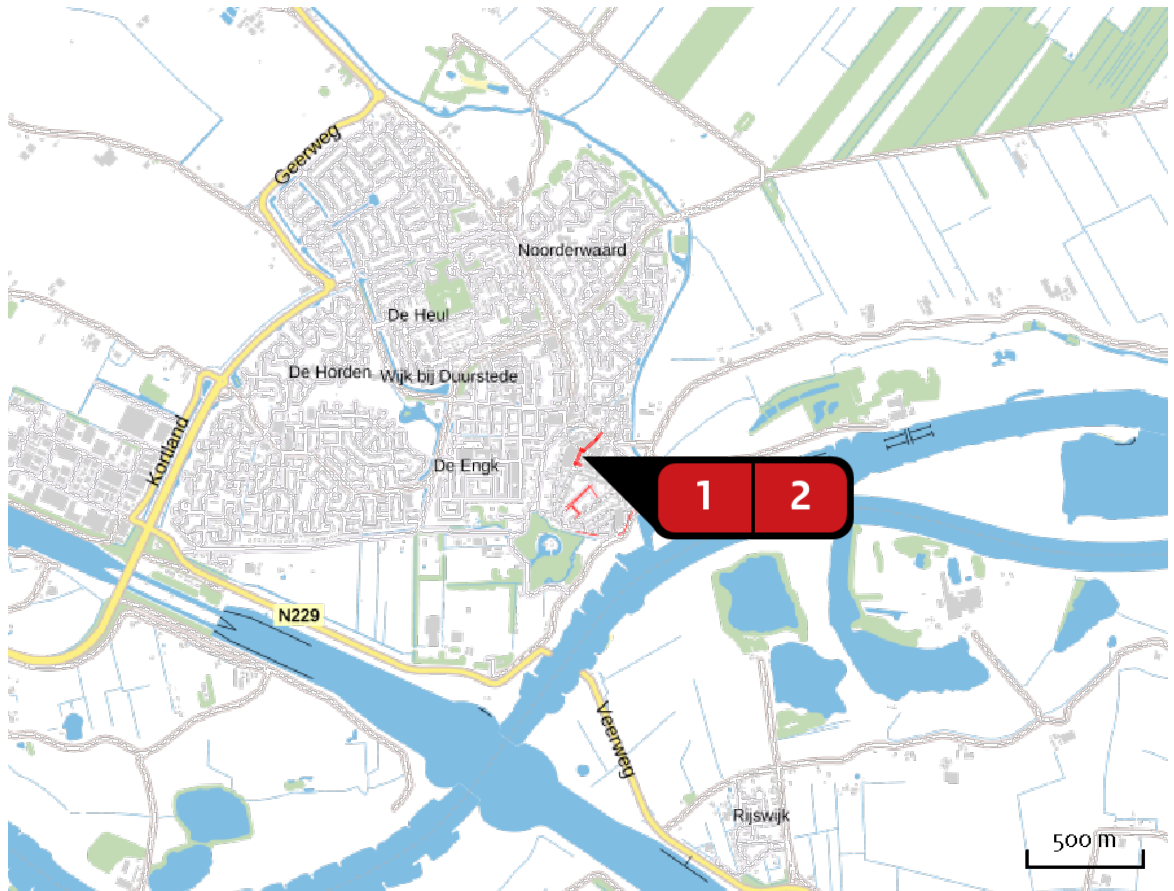 Geerweg
Noorderwaard
De Heul
De Horden
Wijk bij Duurstede
Kortland
De Engk
1
2
N229
Veerweg
Rijswijk
500 m